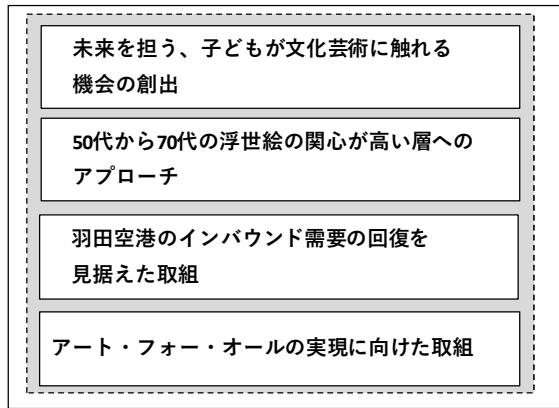 未来を担う、子どもが文化芸術に触れる
機会の創出
50代から70代の浮世絵の関心が高い層への
アプローチ
羽田空港のインバウンド需要の回復を
見据えた取組
アート・フォー・オールの実現に向けた取組